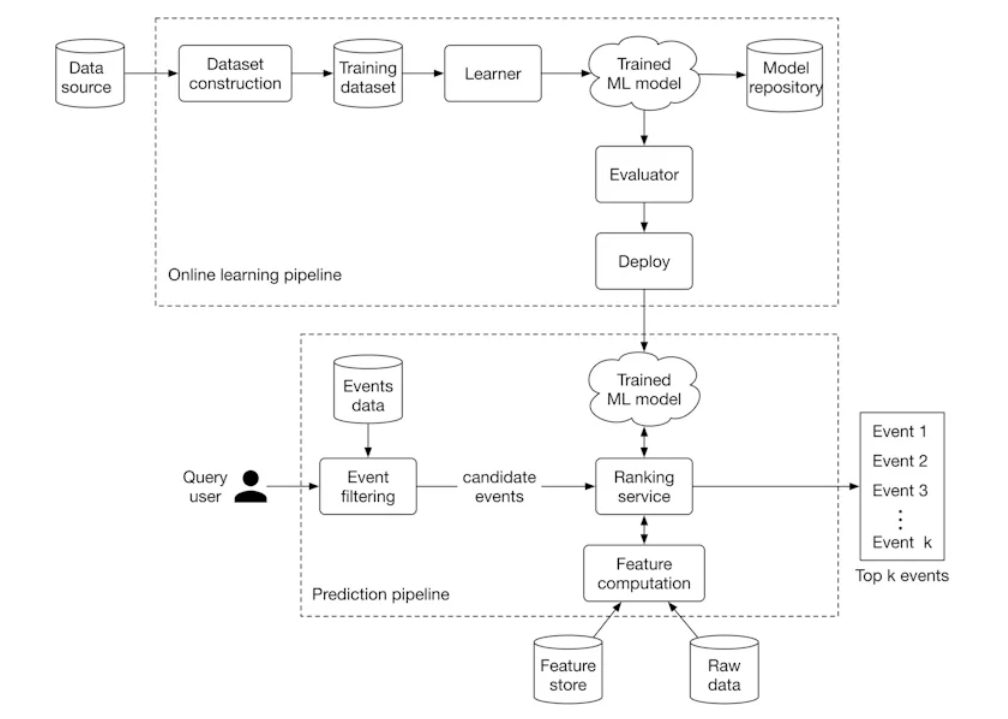 Data
source
Dataset
construction
Training
dataset
Learner
Trained
ML model
Model
repository
Evaluator
Deploy
Online learning pipeline
Events
data
Trained
ML model
Query
user
Event
filtering
candidate
events
Ranking
service
Event 1
Event 2
Event 3
Event k
Top k events
Feature
computation
Prediction pipeline
Feature
store
Raw
data